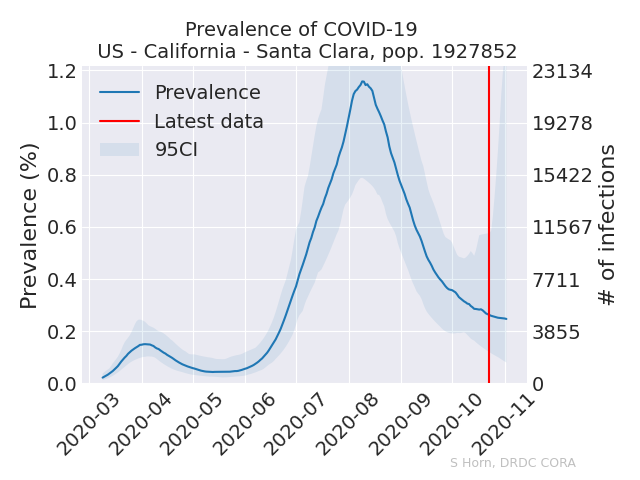 Prevalence of COVID-19
US - California - Santa Clara, pop. 1927852
Prevalence (%)
1.2
1.0
0.8
0.6
0.4
0.2
0.0
Prevalence
Latest data
95CI
23134
19278
15422
11567
7711
3855
0
# of infections
2020-03
2020-04
2020-05
2020-06
2020-07
2020-08
2020-09
2020-10
2020-11
S Horn, DRDC CORA